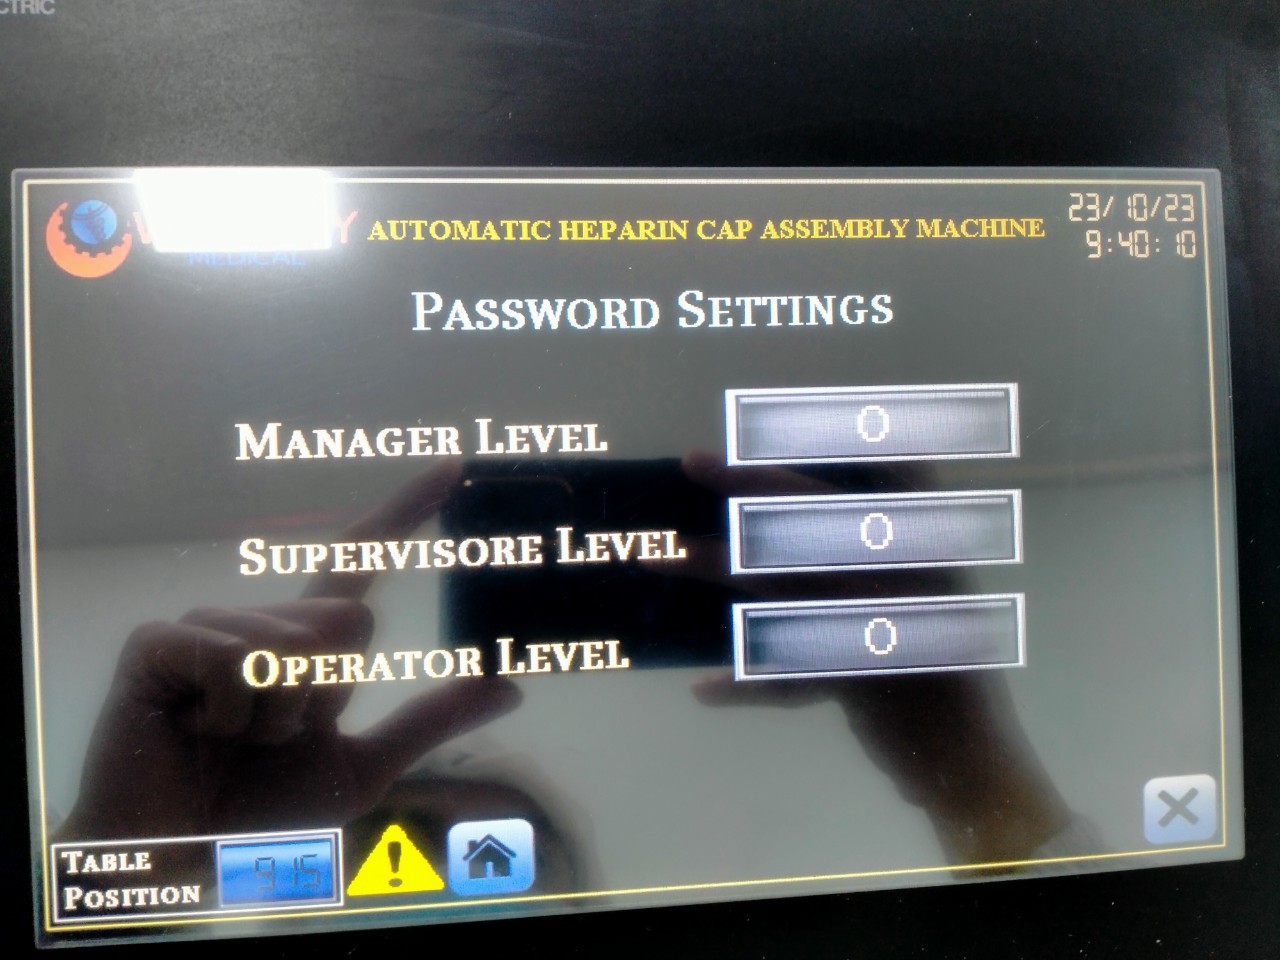 CTRIC
MEDICAL
AUTOMATIC HEPARIN CAP ASSEMBLY MACHINE
23/10/23
9:40:10
PASSWORD SETTINGS
MANAGER LEVEL 0
SUPERVISORE LEVEL 0
OPERATOR LEVEL 0
TABLE
POSITION
915